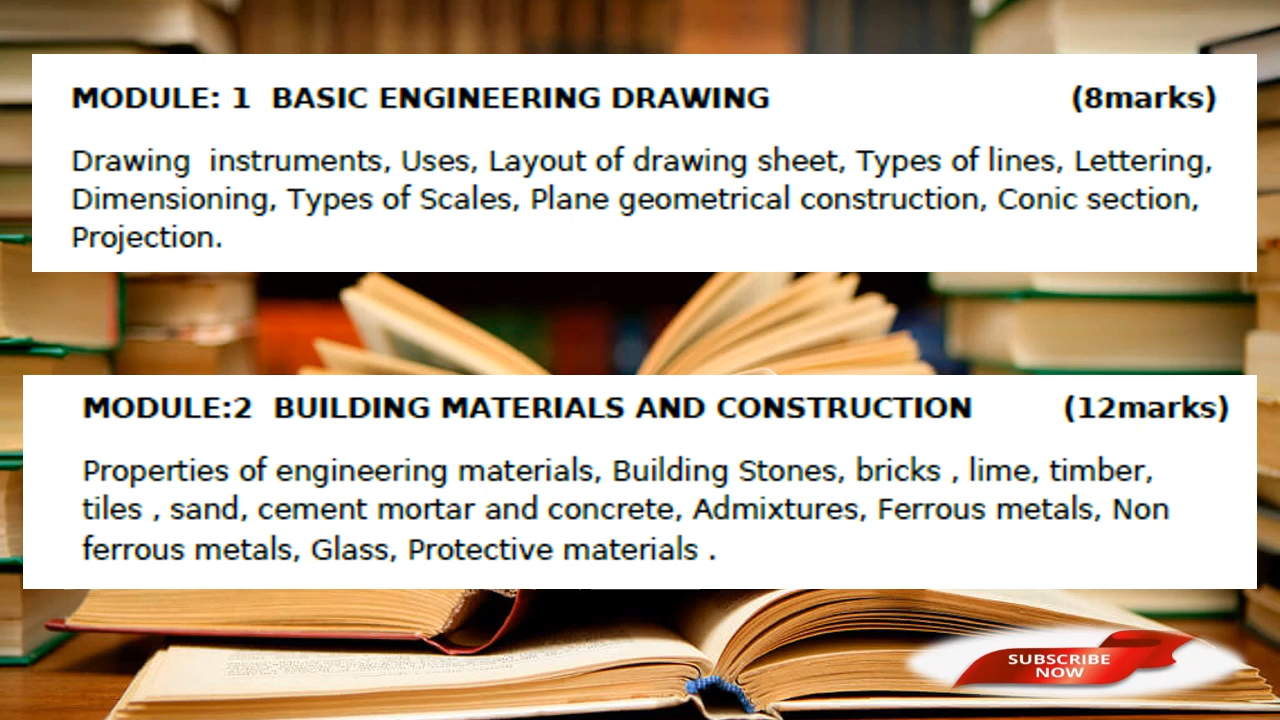 MODULE: 1  BASIC ENGINEERING DRAWING (8marks)
Drawing  instruments, Uses, Layout of drawing sheet, Types of lines, Lettering,
Dimensioning, Types of Scales, Plane geometrical construction, Conic section,
Projection.
MODULE:2  BUILDING MATERIALS AND CONSTRUCTION (12marks)
Properties of engineering materials, Building Stones, bricks , lime, timber,
tiles , sand, cement mortar and concrete, Admixtures, Ferrous metals, Non
ferrous metals, Glass, Protective materials .
SUBSCRIBE
NOW